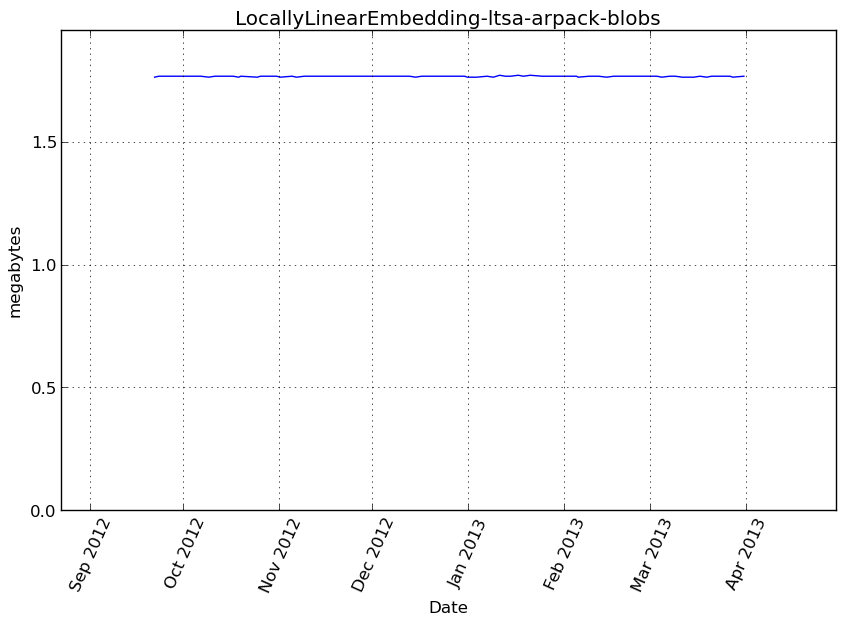 LocallyLinearEmbedding-ltsa-arpack-blobs
megabytes
1.5
1.0
0.5
0.0
Sep 2012
Oct 2012
Nov 2012
Dec 2012
Jan 2013
Feb 2013
Mar 2013
Apr 2013
Date